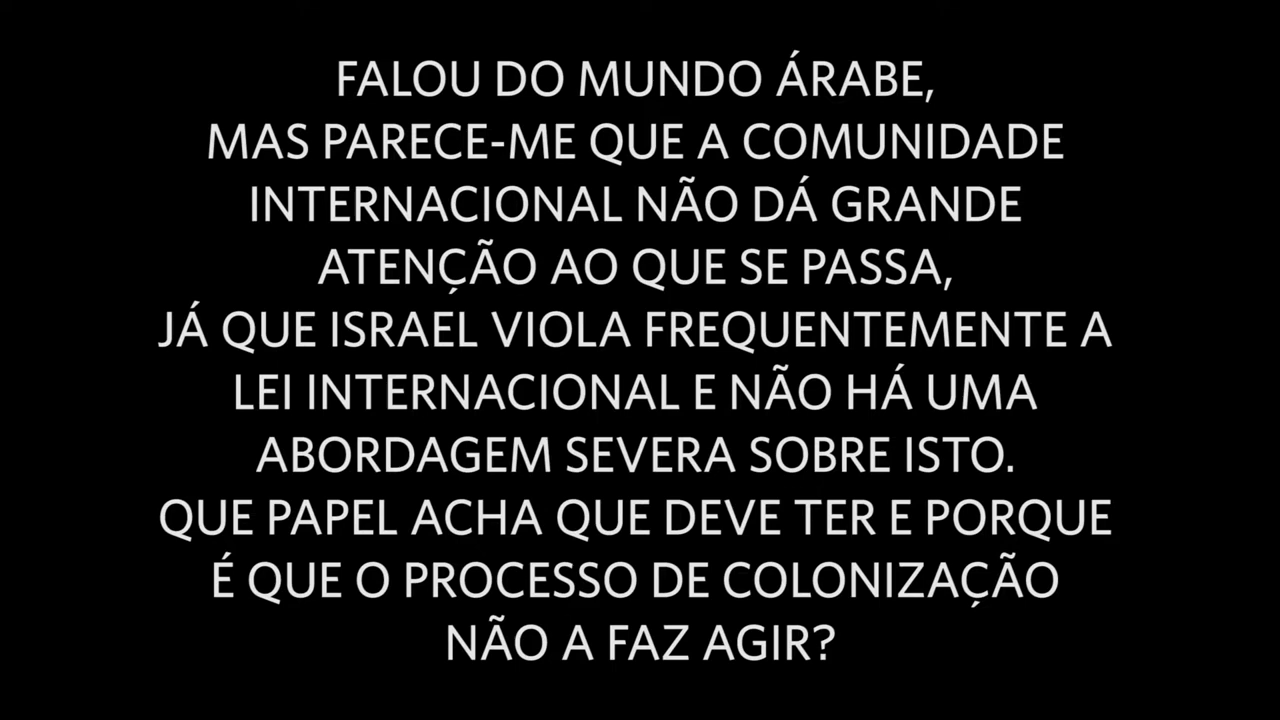 FALOU DO MUNDO ÁRABE,
MAS PARECE-ME QUE A COMUNIDADE
INTERNACIONAL NÃO DÁ GRANDE
ATENÇÃO AO QUE SE PASSA,
JÁ QUE ISRAEL VIOLA FREQUENTEMENTE A
LEI INTERNACIONAL E NÃO HÁ UMA
ABORDAGEM SEVERA SOBRE ISTO.
QUE PAPEL ACHA QUE DEVE TER E PORQUE
É QUE O PROCESSO DE COLONIZAÇÃO
NÃO A FAZ AGIR?